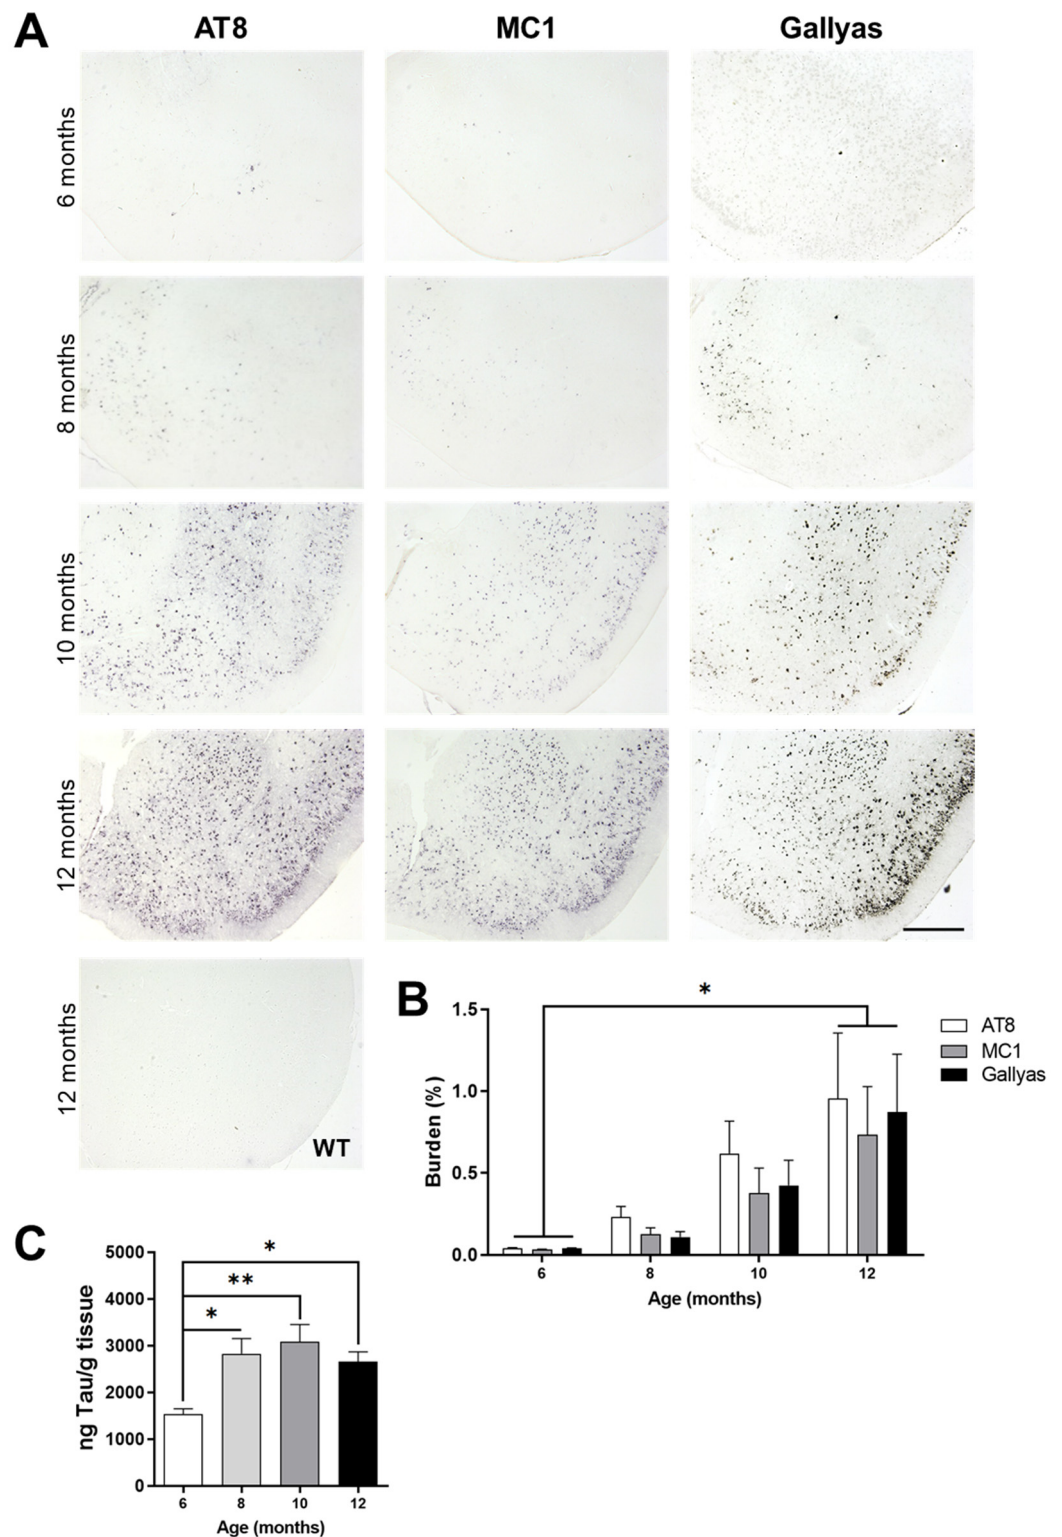 A
AT8 MC1 Gallyas
6 months
8 months
10 months
12 months
12 months
WT
B
*
1.5
1.0
0.5
0.0
Burden (%)
6 8 10 12
Age (months)
AT8
MC1
Gallyas
C
*
**
*
5000
4000
3000
2000
1000
0
ng Tau/g tissue
6 8 10 12
Age (months)